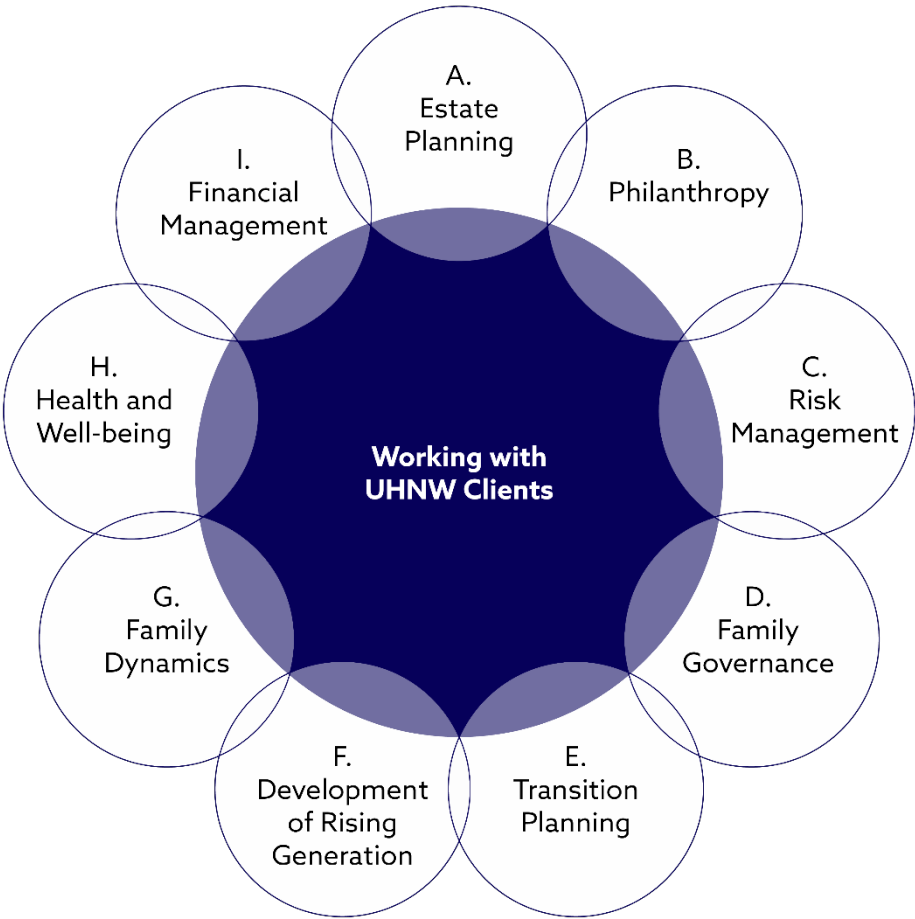 A.
Estate
Planning
B.
Philanthropy
C.
Risk
Management
D.
Family
Governance
E.
Transition
Planning
F.
Development
of Rising
Generation
G.
Family
Dynamics
H.
Health and
Well-being
I.
Financial
Management
Working with
UHNW Clients